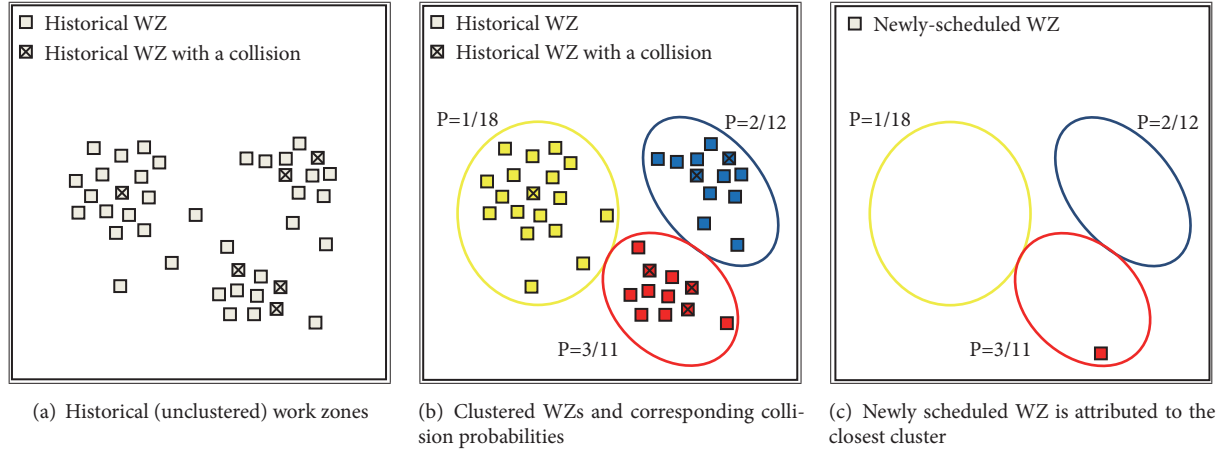 Historical WZ
Historical WZ with a collision
(a) Historical (unclustered) work zones
Historical WZ
Historical WZ with a collision
P=1/18
P=2/12
P=3/11
(b) Clustered WZs and corresponding colli-
sion probabilities
Newly-scheduled WZ
P=1/18
P=2/12
P=3/11
(c) Newly scheduled WZ is attributed to the
closest cluster